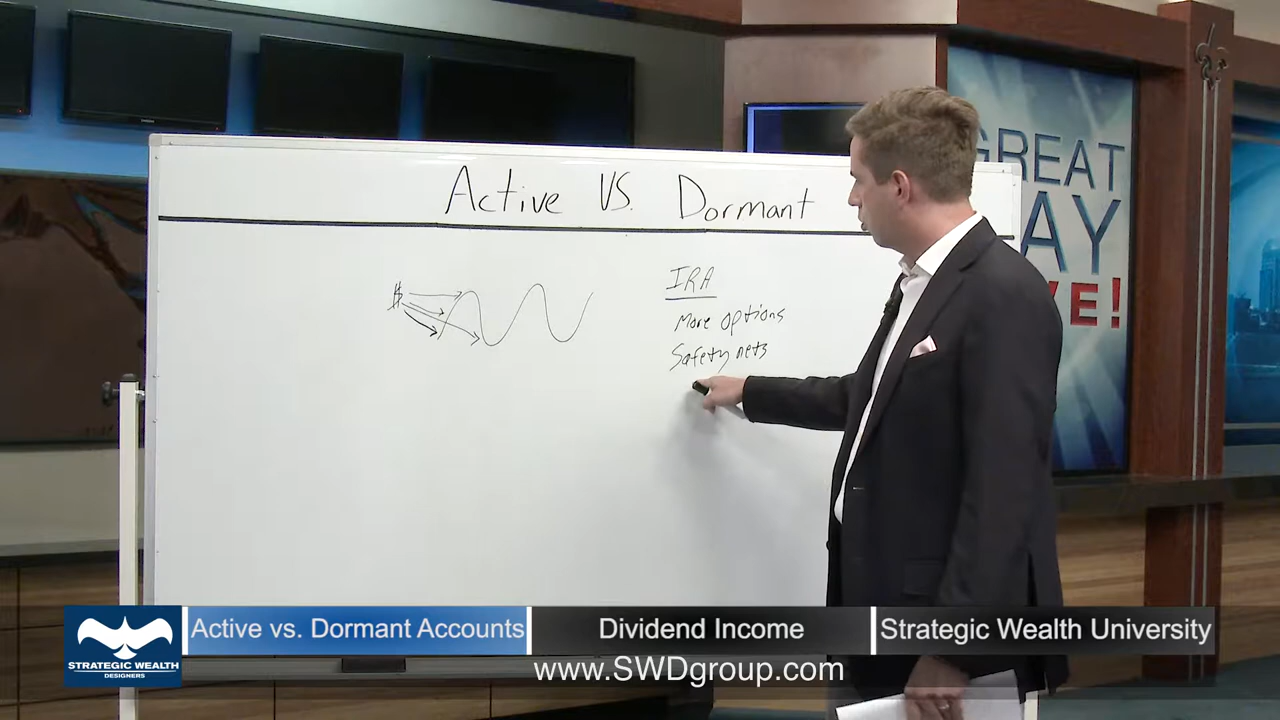 Active VS. Dormant
GREAT
AY
VE!
$
IRA
More options
Safety nets
STRATEGIC WEALTH
DESIGNERS
Active vs. Dormant Accounts
Dividend Income
Strategic Wealth University
www.SWDgroup.com